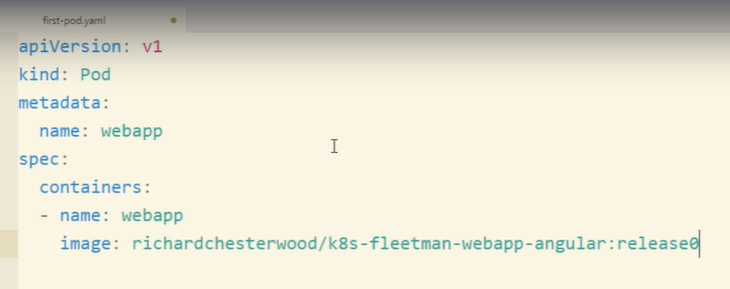 first-pod.yaml
apiVersion: v1
kind: Pod
metadata:
  name: webapp
spec:
  containers:
  - name: webapp
    image: richardchesterwood/k8s-fleetman-webapp-angular:release0